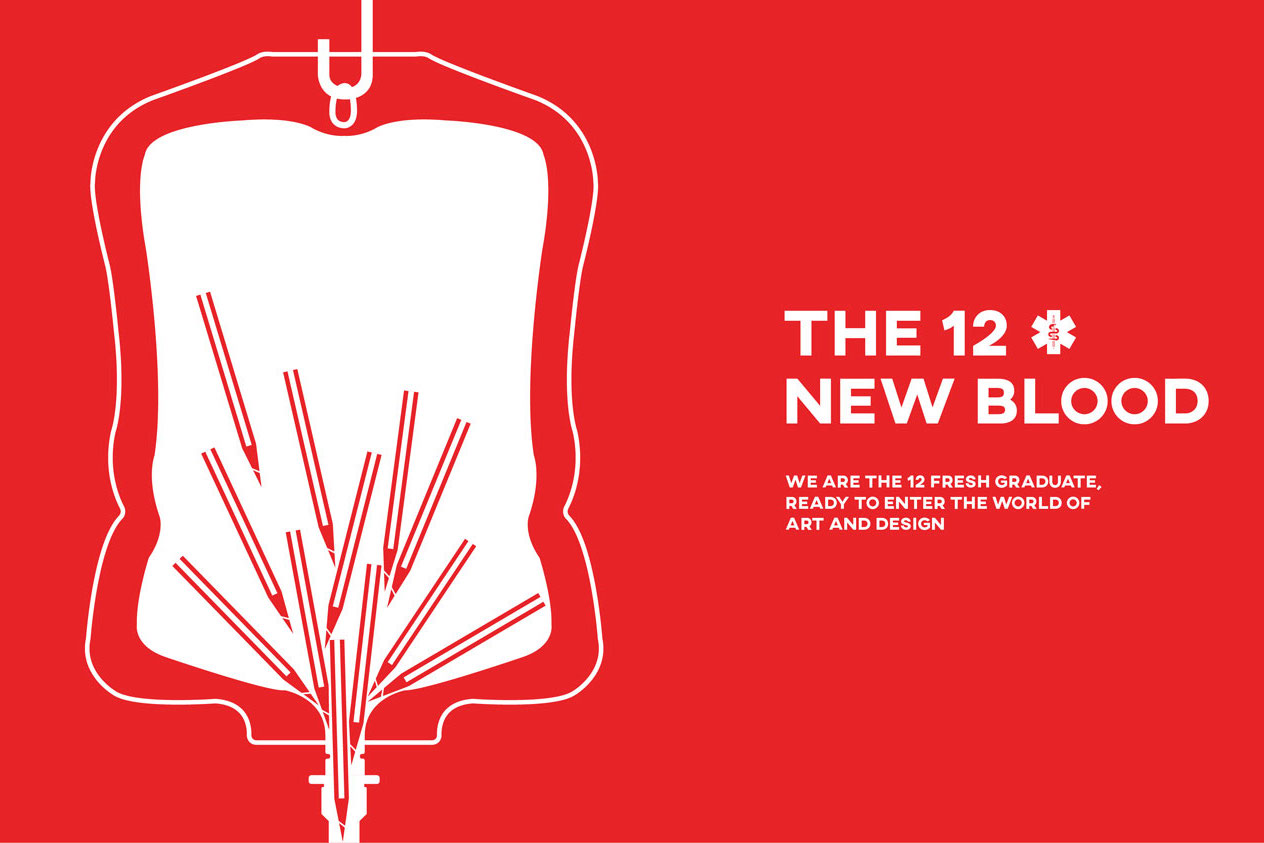 THE 12
NEW BLOOD
WE ARE THE 12 FRESH GRADUATE,
READY TO ENTER THE WORLD OF
ART AND DESIGN